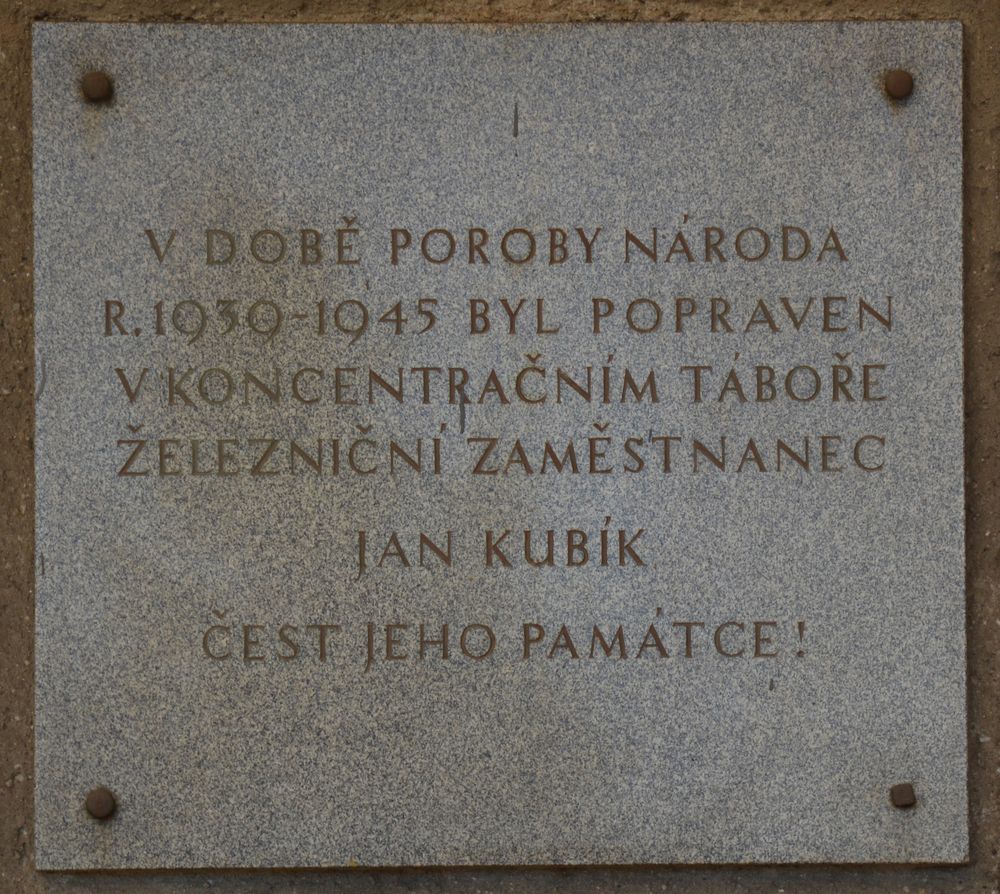 V DOBĚ POROBY NÁRODA
R. 1939-1945 BYL POPRAVEN
V KONCENTRAČNÍM TÁBOŘE
ŽELEZNIČNÍ ZAMĚSTNANEC
JAN KUBÍK
ČEST JEHO PAMÁTCE!